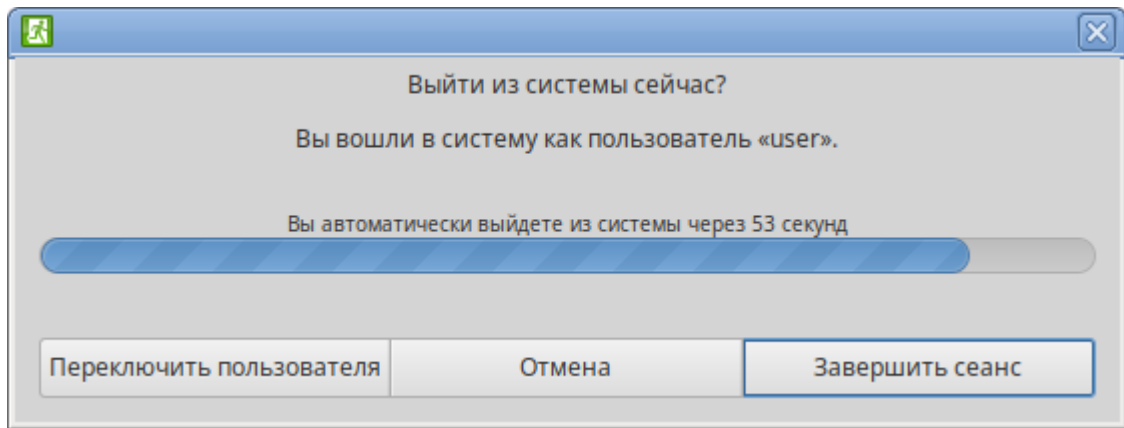 Выйти из системы сейчас?
Вы вошли в систему как пользователь «user».
Вы автоматически выйдете из системы через 53 секунд
Переключить пользователя
Отмена
Завершить сеанс